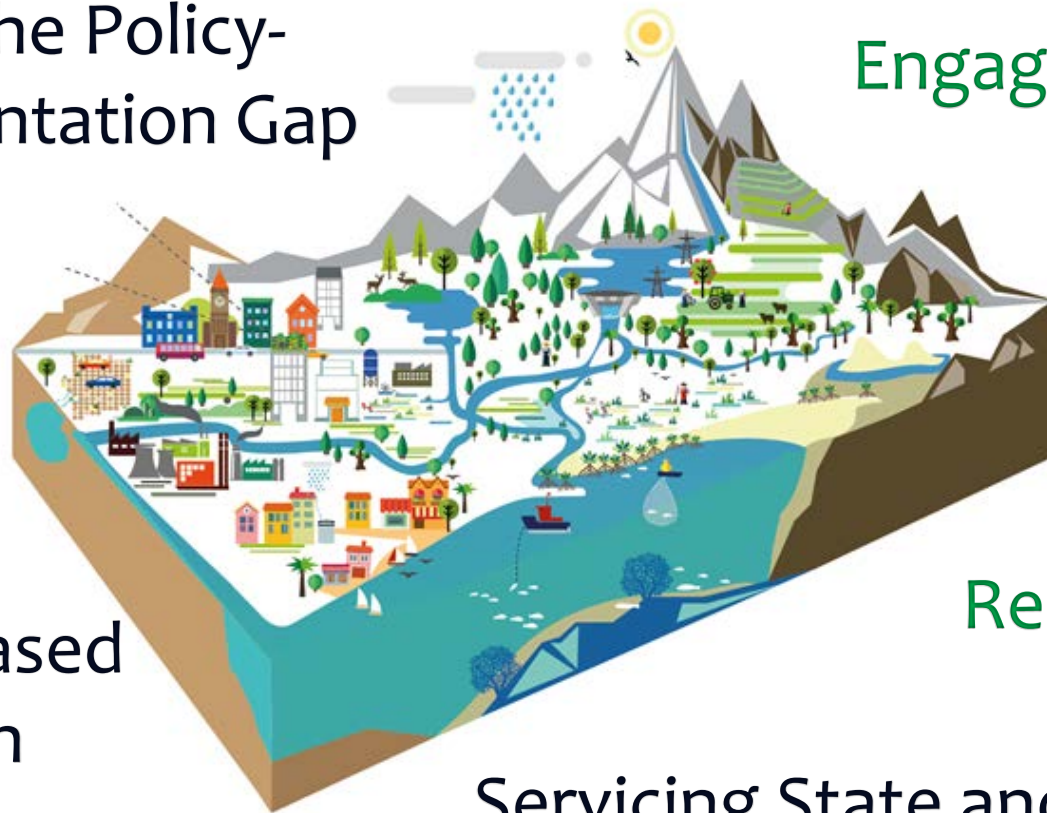 he Policy-
ntation Gap
Engag
ased
n
Re
Servicing State and